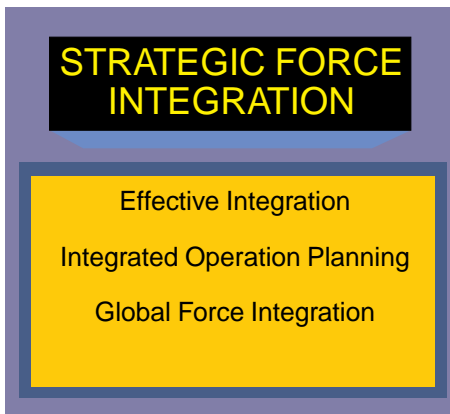 STRATEGIC FORCE
INTEGRATION
Effective Integration
Integrated Operation Planning
Global Force Integration